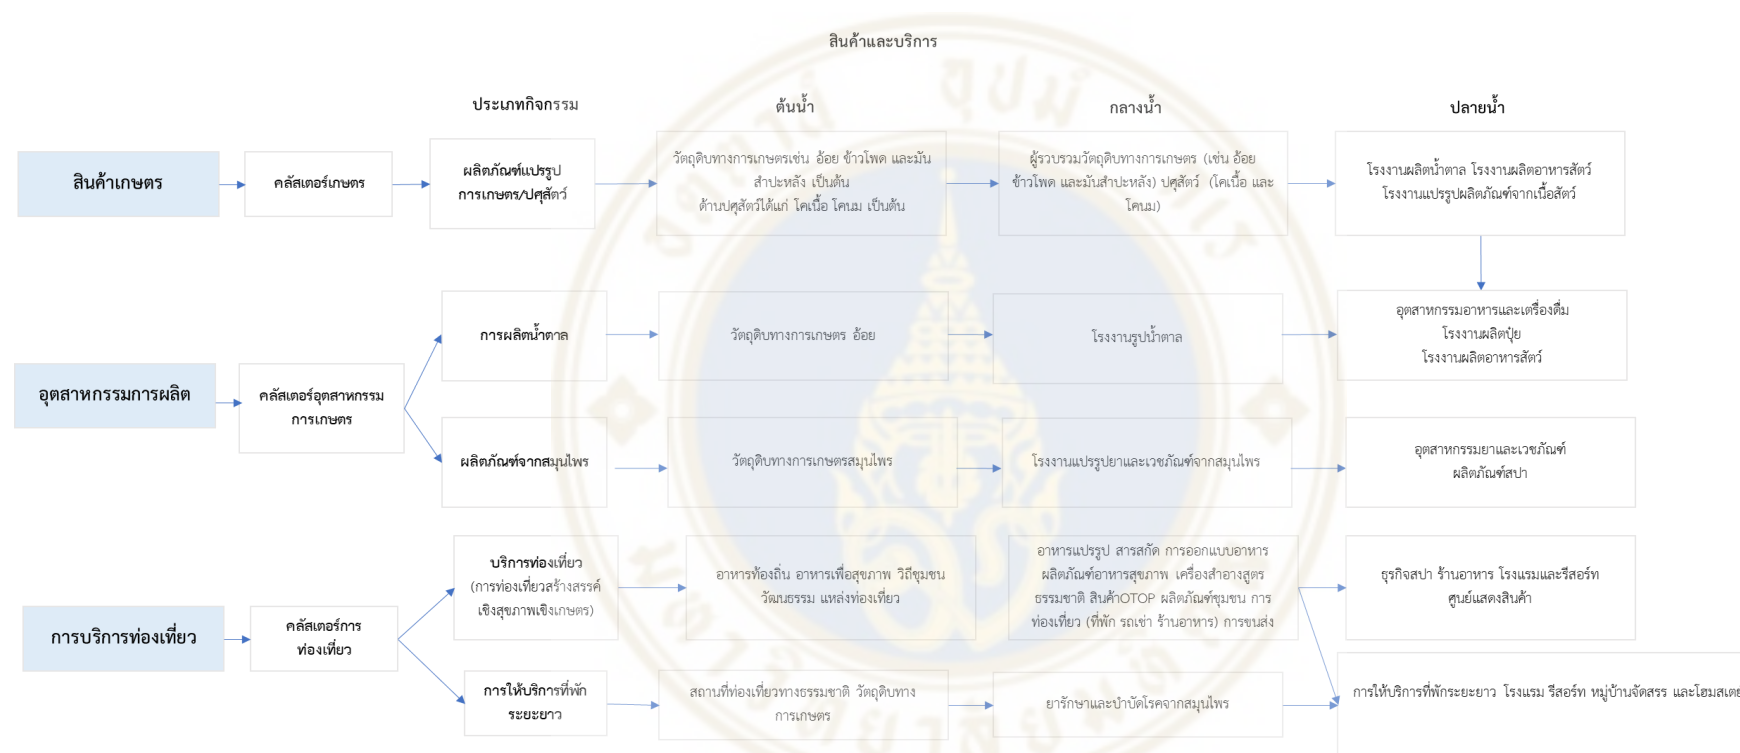 สินค้าและบริการ
ประเภทกิจกรรม
ต้นน้ำ
กลางน้ำ
ปลายน้ำ
สินค้าเกษตร
คลัสเตอร์เกษตร
ผลิตภัณฑ์แปรรูป
การเกษตร/ปศุสัตว์
วัตถุดิบทางการเกษตรเช่น อ้อย ข้าวโพด และมัน
สำปะหลัง เป็นต้น
ด้านปศุสัตว์ได้แก่ โคเนื้อ โคนม เป็นต้น
ผู้รวบรวมวัตถุดิบทางการเกษตร (เช่น อ้อย
ข้าวโพด และมันสำปะหลัง) ปศุสัตว์ (โคเนื้อ และ
โคนม)
โรงงานผลิตน้ำตาล โรงงานผลิตอาหารสัตว์
โรงงานแปรรูปผลิตภัณฑ์จากเนื้อสัตว์
อุตสาหกรรมการผลิต
คลัสเตอร์อุตสาหกรรม
การเกษตร
การผลิตน้ำตาล
วัตถุดิบทางการเกษตร อ้อย
โรงงานรูปน้ำตาล
อุตสาหกรรมอาหารและเครื่องดื่ม
โรงงานผลิตปุ๋ย
โรงงานผลิตอาหารสัตว์
ผลิตภัณฑ์จากสมุนไพร
วัตถุดิบทางการเกษตรสมุนไพร
โรงงานแปรรูปยาและเวชภัณฑ์จากสมุนไพร
อุตสาหกรรมยาและเวชภัณฑ์
ผลิตภัณฑ์สปา
การบริการท่องเที่ยว
คลัสเตอร์การ
ท่องเที่ยว
บริการท่องเที่ยว
(การท่องเที่ยวสร้างสรรค์
เชิงสุขภาพเชิงเกษตร)
อาหารท้องถิ่น อาหารเพื่อสุขภาพ วิถีชุมชน
วัฒนธรรม แหล่งท่องเที่ยว
อาหารแปรรูป สารสกัด การออกแบบอาหาร
ผลิตภัณฑ์อาหารสุขภาพ เครื่องสำอางสูตร
ธรรมชาติ สินค้าOTOP ผลิตภัณฑ์ชุมชน การ
ท่องเที่ยว (ที่พัก รถเช่า ร้านอาหาร) การขนส่ง
ธุรกิจสปา ร้านอาหาร โรงแรมและรีสอร์ท
ศูนย์แสดงสินค้า
การให้บริการที่พัก
ระยะยาว
สถานที่ท่องเที่ยวทางธรรมชาติ วัตถุดิบทาง
การเกษตร
ยารักษาและบำบัดโรคจากสมุนไพร
การให้บริการที่พักระยะยาว โรงแรม รีสอร์ท หมู่บ้านจัดสรร และโฮมสเตย์